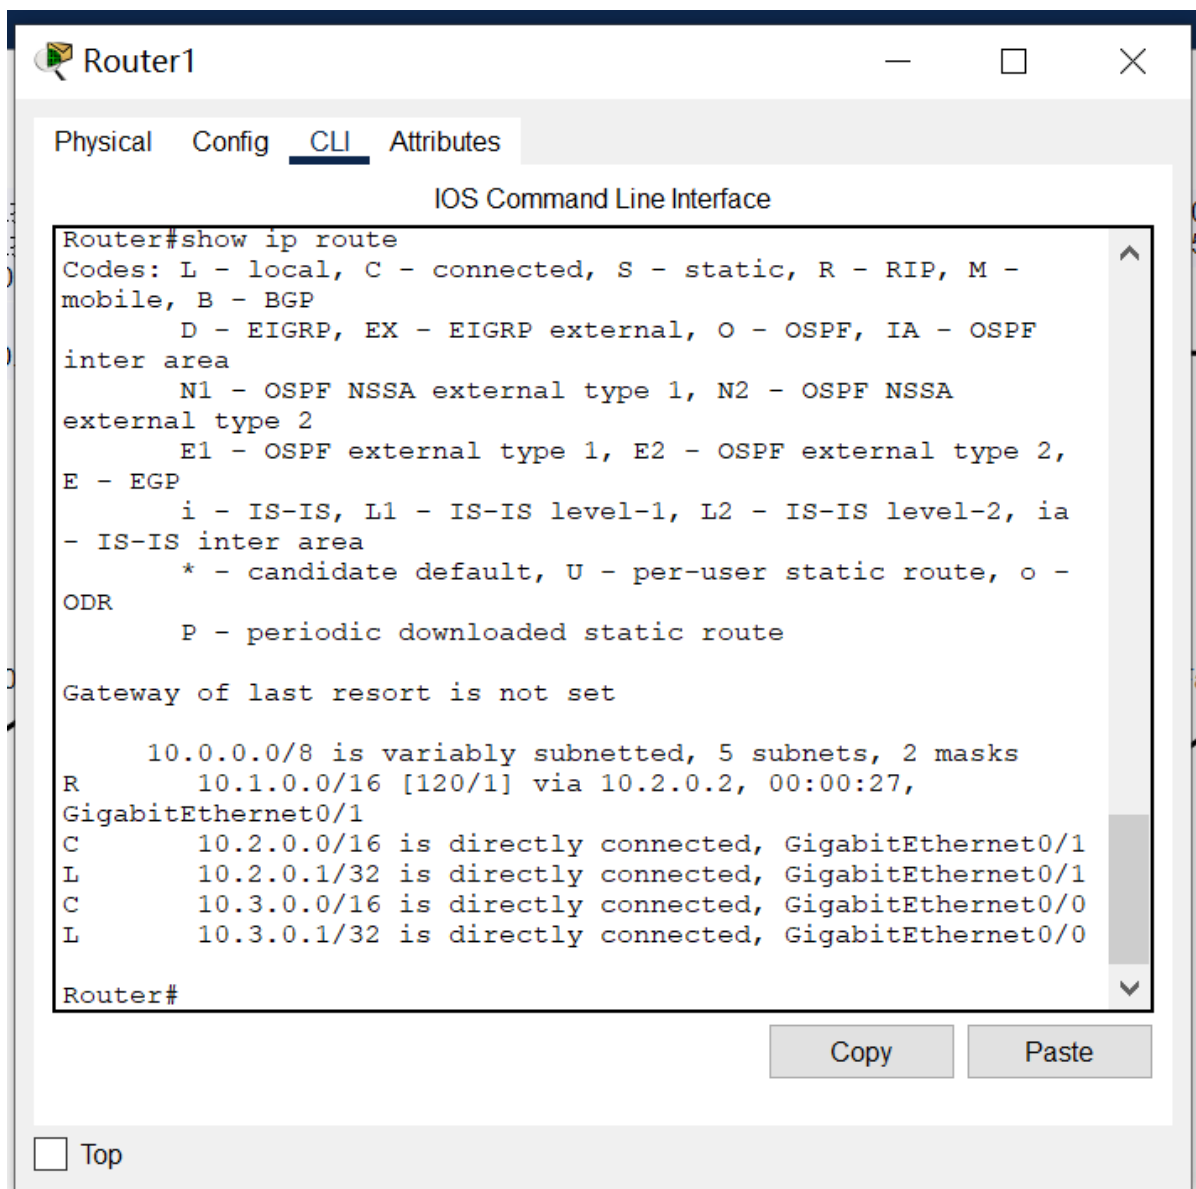 Router1
Physical Config CLI Attributes
IOS Command Line Interface
Router#show ip route
Codes: L - local, C - connected, S - static, R - RIP, M -
mobile, B - BGP
       D - EIGRP, EX - EIGRP external, O - OSPF, IA - OSPF
inter area
       N1 - OSPF NSSA external type 1, N2 - OSPF NSSA
external type 2
       E1 - OSPF external type 1, E2 - OSPF external type 2,
E - EGP
       i - IS-IS, L1 - IS-IS level-1, L2 - IS-IS level-2, ia
- IS-IS inter area
       * - candidate default, U - per-user static route, o -
ODR
       P - periodic downloaded static route

Gateway of last resort is not set

     10.0.0.0/8 is variably subnetted, 5 subnets, 2 masks
R       10.1.0.0/16 [120/1] via 10.2.0.2, 00:00:27,
GigabitEthernet0/1
C       10.2.0.0/16 is directly connected, GigabitEthernet0/1
L       10.2.0.1/32 is directly connected, GigabitEthernet0/1
C       10.3.0.0/16 is directly connected, GigabitEthernet0/0
L       10.3.0.1/32 is directly connected, GigabitEthernet0/0

Router#
Copy Paste
Top